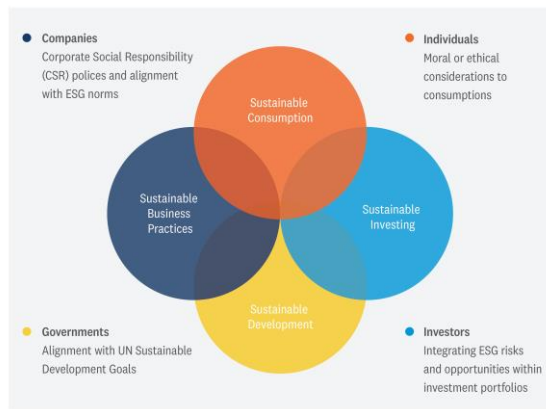 Companies
Corporate Social Responsibility
(CSR) polices and alignment
with ESG norms
Individuals
Moral or ethical
considerations to
consumptions
Sustainable
Consumption
Sustainable
Business
Practices
Sustainable
Investing
Sustainable
Development
Governments
Alignment with UN Sustainable
Development Goals
Investors
Integrating ESG risks
and opportunities within
investment portfolios